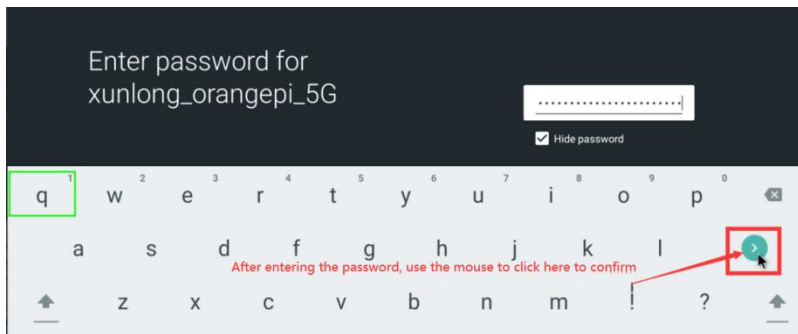 Enter password for
xunlong_orangepi_5G
.......................
Hide password
q 1 w 2 e 3 r 4 t 5 y 6 u 7 i 8 o 9 p 0
a s d f g h j k l
After entering the password, use the mouse to click here to confirm
z x c v b n m ! ?